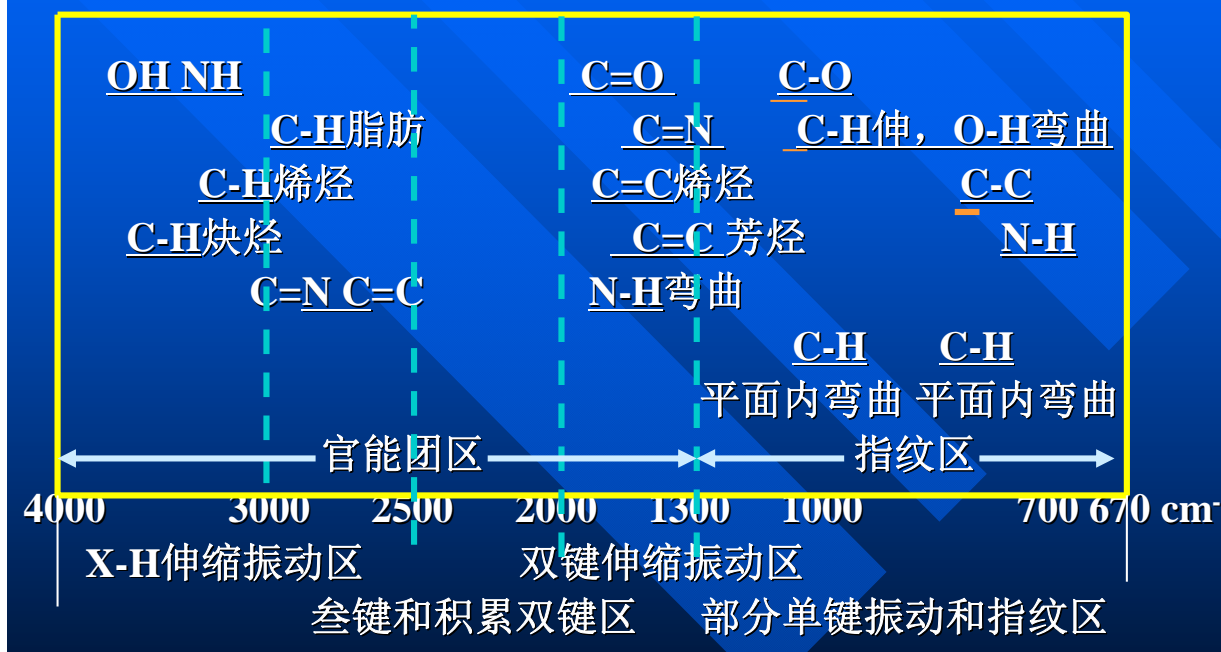 OH NH C=O C-O
C-H脂肪 C=N C-H伸，O-H弯曲
C-H烯烃 C=C烯烃 C-C
C-H炔烃 C=C 芳烃 N-H
C=N C=C N-H弯曲
C-H C-H
平面内弯曲 平面内弯曲
官能团区 指纹区
4000 3000 2500 2000 1300 1000 700 670 cm-
X-H伸缩振动区 双键伸缩振动区
叁键和积累双键区 部分单键振动和指纹区